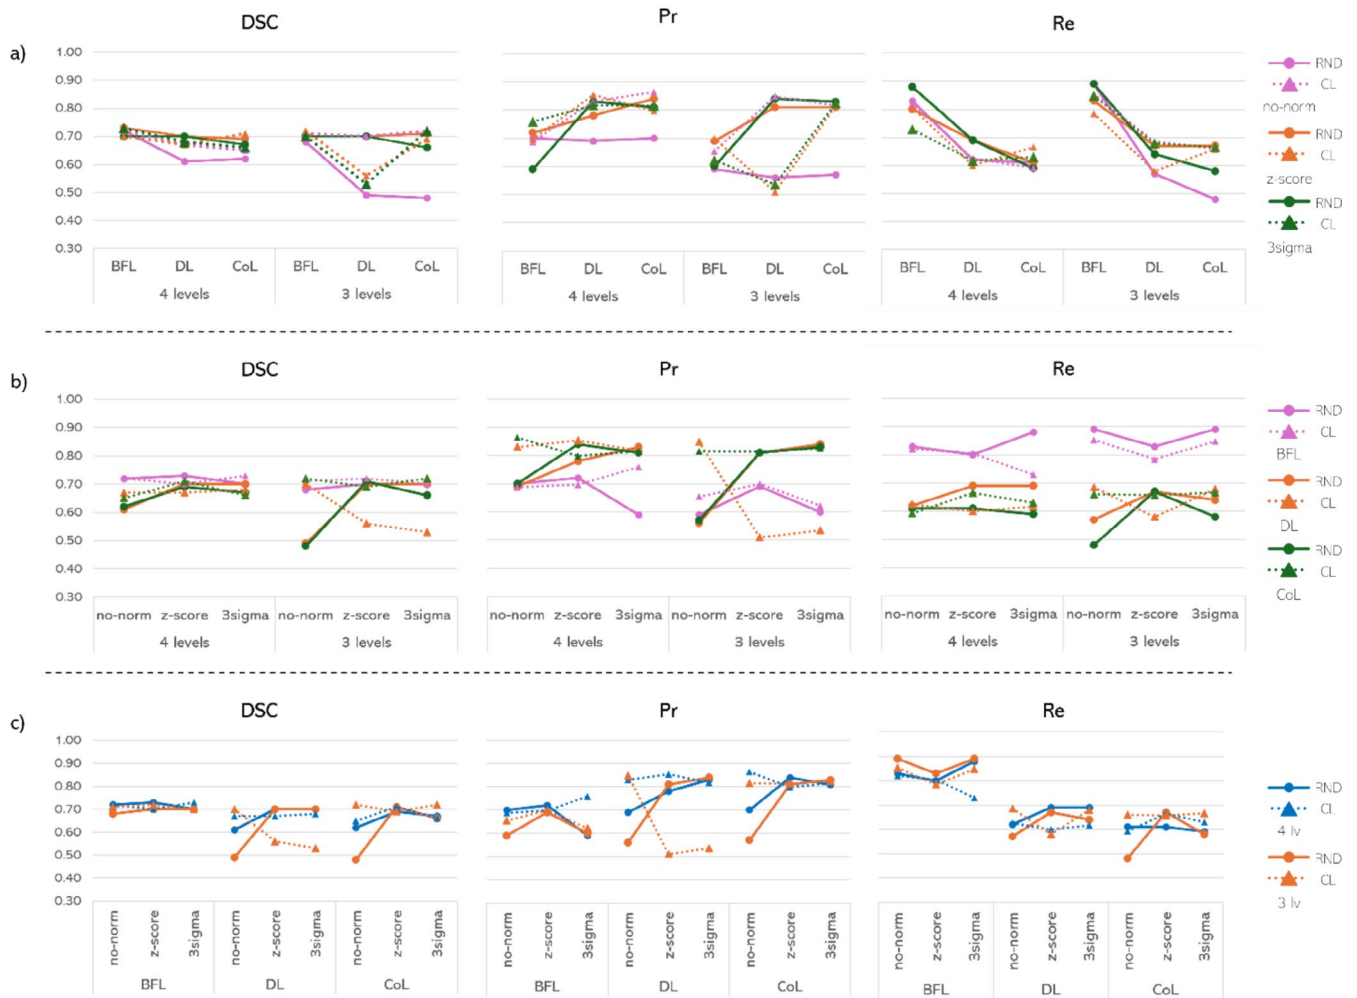 DSC Pr Re
a)
1.00
0.90
0.80
0.70
0.60
0.50
0.40
0.30
BFL DL CoL BFL DL CoL
4 levels 3 levels
BFL DL CoL BFL DL CoL
4 levels 3 levels
BFL DL CoL BFL DL CoL
4 levels 3 levels
RND
CL
no-norm
RND
CL
z-score
RND
CL
3sigma
DSC Pr Re
b)
1.00
0.90
0.80
0.70
0.60
0.50
0.40
0.30
no-norm z-score 3sigma no-norm z-score 3sigma
4 levels 3 levels
no-norm z-score 3sigma no-norm z-score 3sigma
4 levels 3 levels
no-norm z-score 3sigma no-norm z-score 3sigma
4 levels 3 levels
RND
CL
BFL
RND
CL
DL
RND
CL
CoL
DSC Pr Re
c)
1.00
0.90
0.80
0.70
0.60
0.50
0.40
0.30
no-norm z-score 3sigma no-norm z-score 3sigma no-norm z-score 3sigma
BFL DL CoL
no-norm z-score 3sigma no-norm z-score 3sigma no-norm z-score 3sigma
BFL DL CoL
no-norm z-score 3sigma no-norm z-score 3sigma no-norm z-score 3sigma
BFL DL CoL
RND
CL
4 lv
RND
CL
3 lv